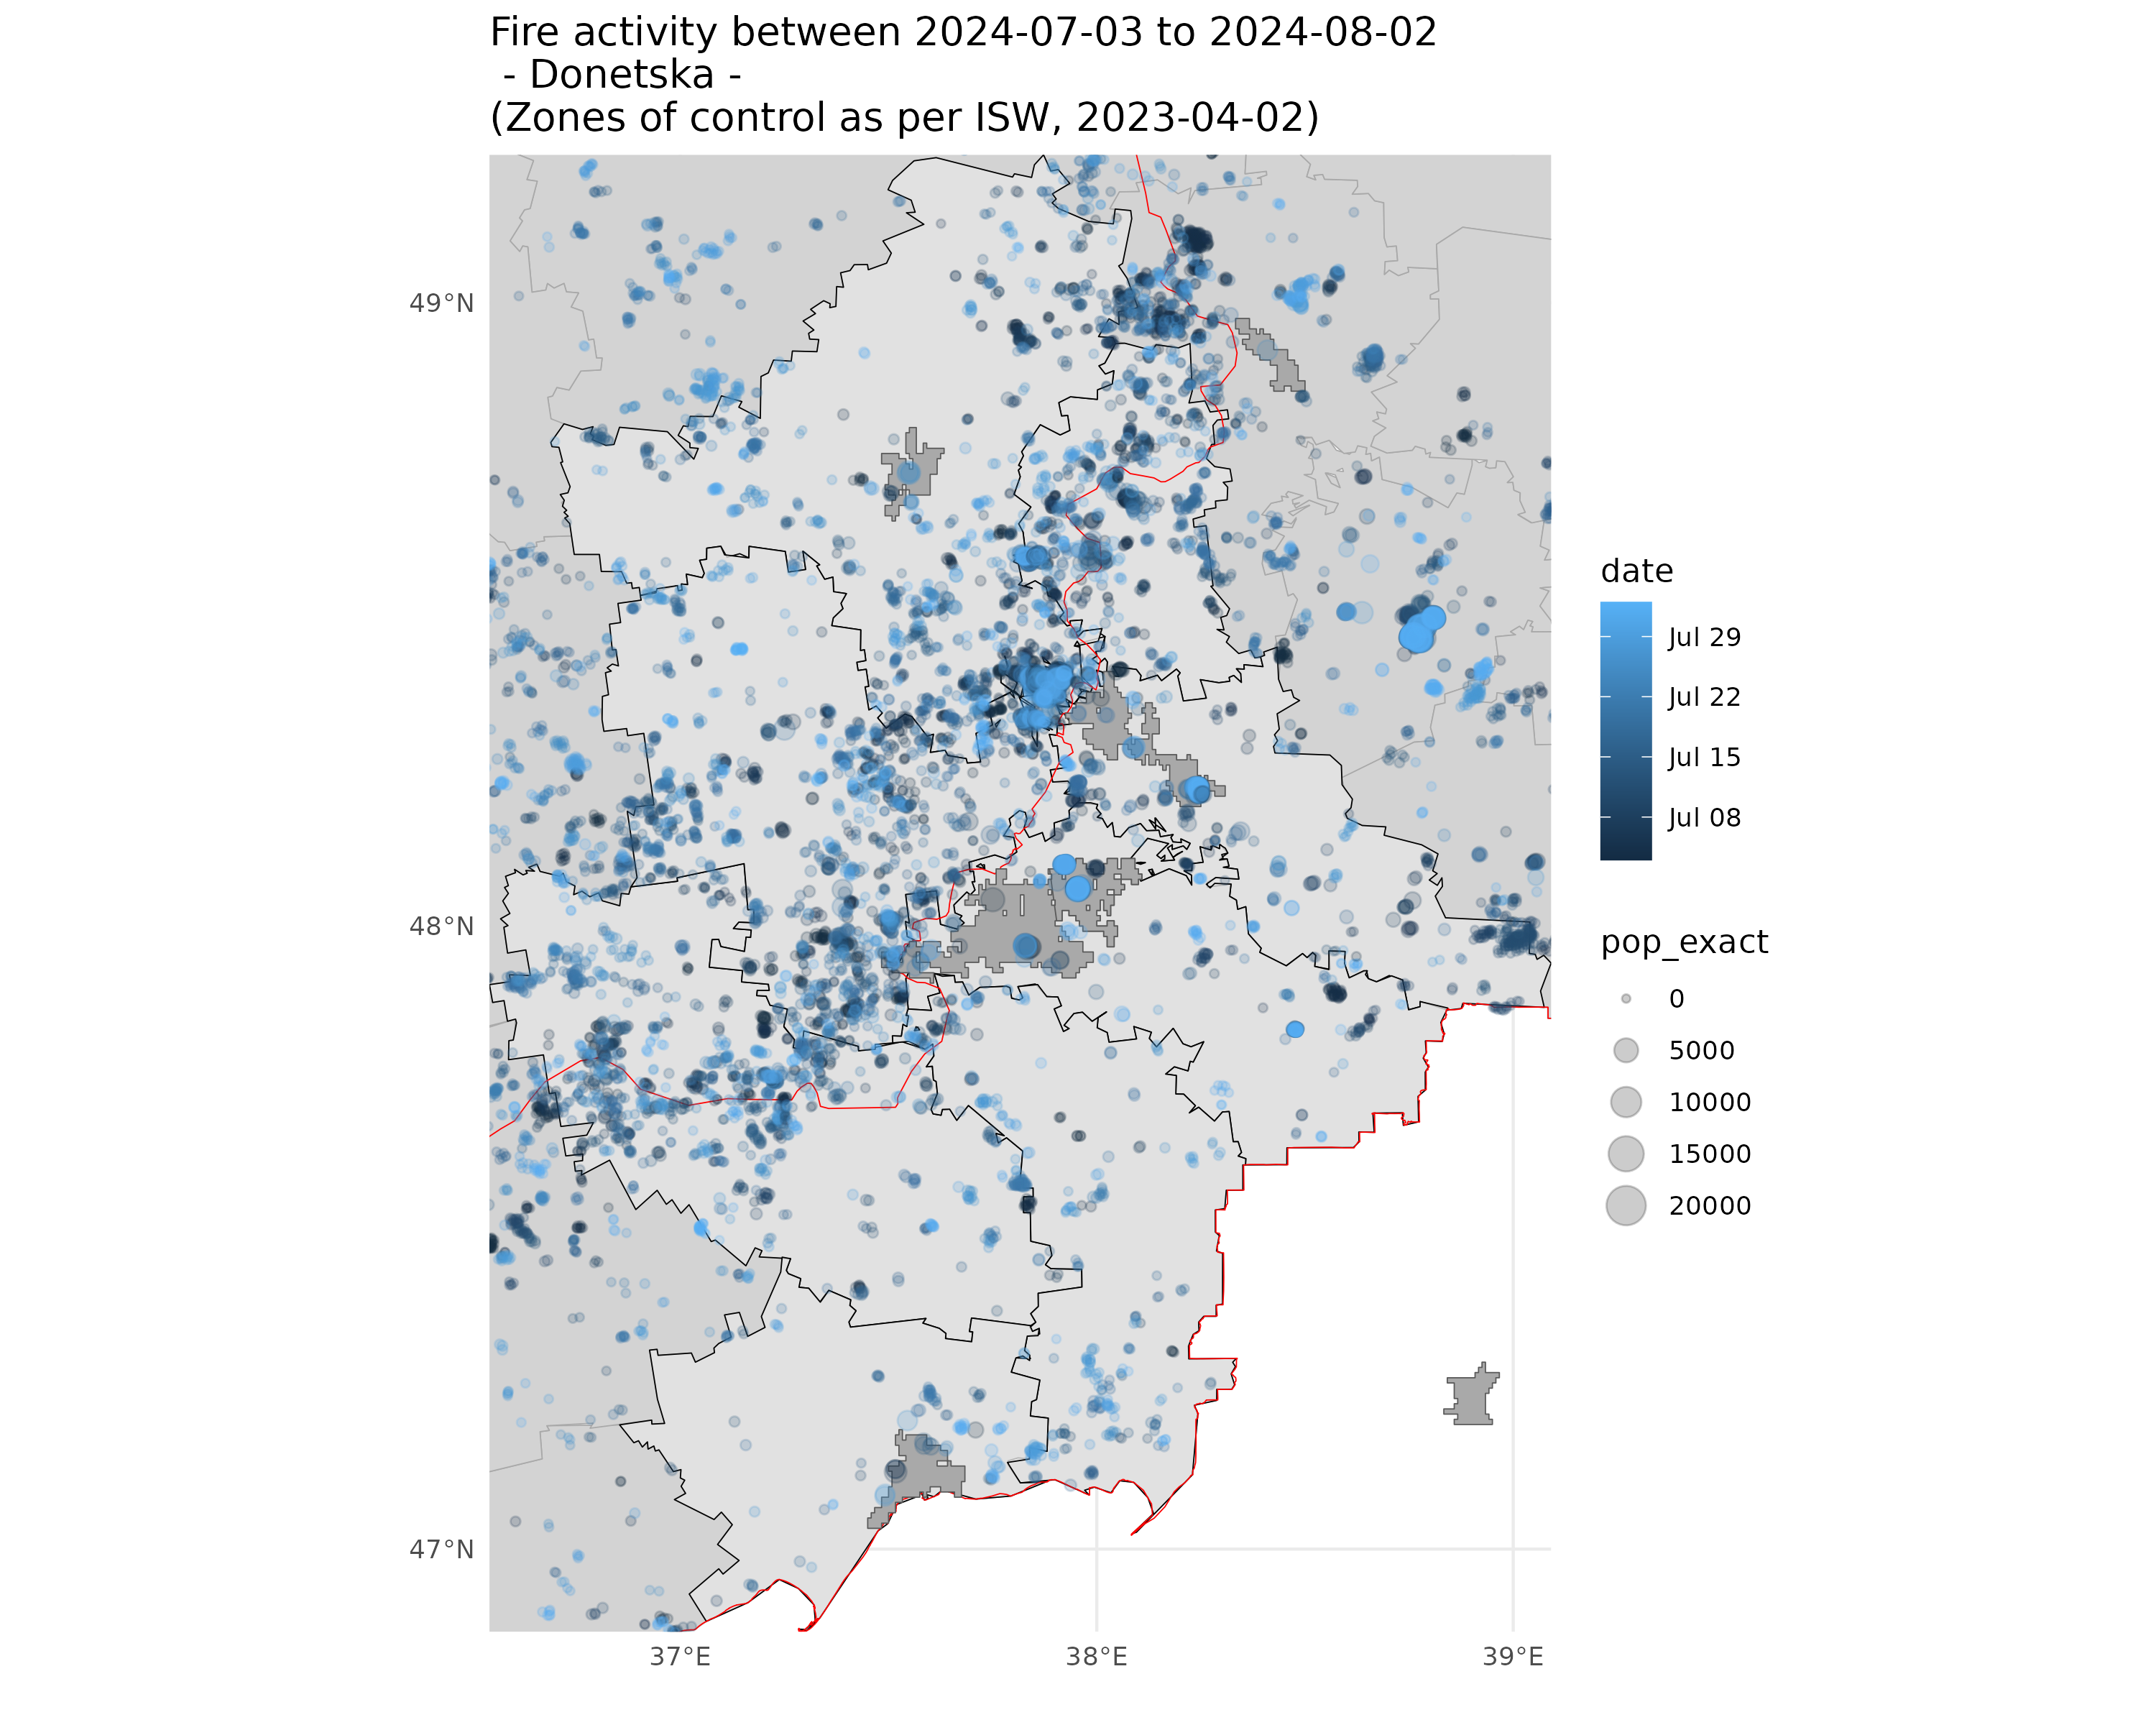 Fire activity between 2024-07-03 to 2024-08-02
- Donetska -
(Zones of control as per ISW, 2023-04-02)
49°N
48°N
47°N
37°E
38°E
39°E
date
Jul 29
Jul 22
Jul 15
Jul 08
pop_exact
0
5000
10000
15000
20000